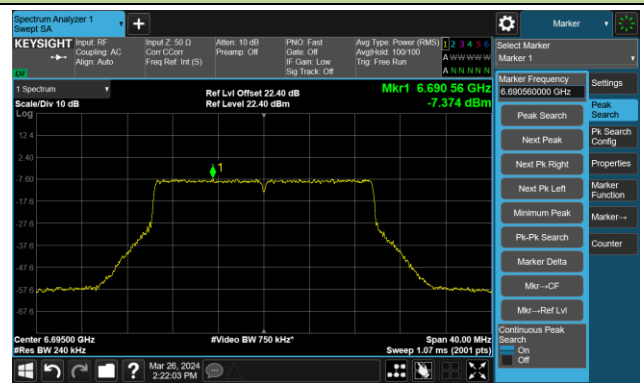 Spectrum Analyzer 1
Swept SA
Marker
KEYSIGHT
Input: RF
Coupling: AC
Align: Auto
Input Z: 50 Ω
Corr CCorr
Freq Ref: Int (S)
Atten: 10 dB
Preamp: Off
PNO: Fast
Gate: Off
IF Gain: Low
Sig Track: Off
Avg Type: Power (RMS)
Avg|Hold: 100/100
Trig: Free Run
1 2 3 4 5 6
A W W W W W
A N N N N N
LXI
Select Marker
Marker 1
1 Spectrum
Scale/Div 10 dB
Log
Ref Lvl Offset 22.40 dB
Ref Level 22.40 dBm
Mkr1 6.690 56 GHz
-7.374 dBm
12.4
2.40
-7.60
-17.6
-27.6
-37.6
-47.6
-57.6
-67.6
1
Center 6.69500 GHz
#Res BW 240 kHz
#Video BW 750 kHz*
Span 40.00 MHz
Sweep 1.07 ms (2001 pts)
Marker Frequency
6.690560000 GHz
Peak Search
Next Peak
Next Pk Right
Next Pk Left
Minimum Peak
Pk-Pk Search
Marker Delta
Mkr→CF
Mkr→Ref Lvl
Continuous Peak
Search
On
Off
Settings
Peak
Search
Pk Search
Config
Properties
Marker
Function
Marker→
Counter
?
Mar 26, 2024
2:22:03 PM